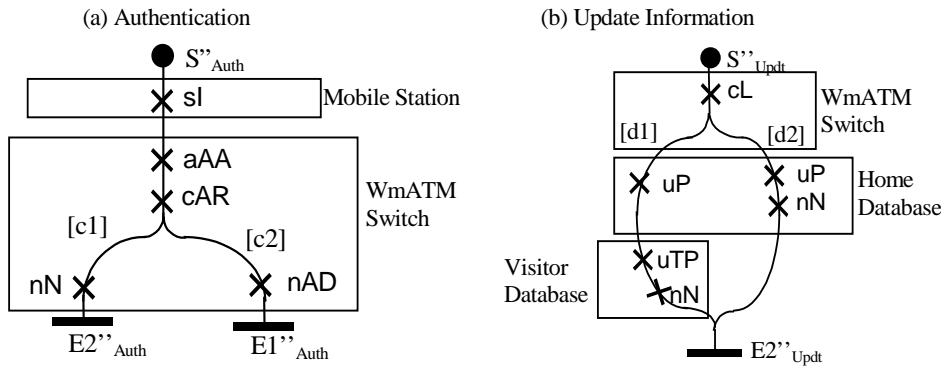 (a) Authentication
S’’Auth
sI
Mobile Station
aAA
cAR
WmATM
Switch
[c1]
[c2]
nN
nAD
E2’’Auth
E1’’Auth
(b) Update Information
S’’Updt
cL
WmATM
Switch
[d1]
[d2]
uP
uP
nN
Home
Database
Visitor
Database
uTP
nN
E2’’Updt